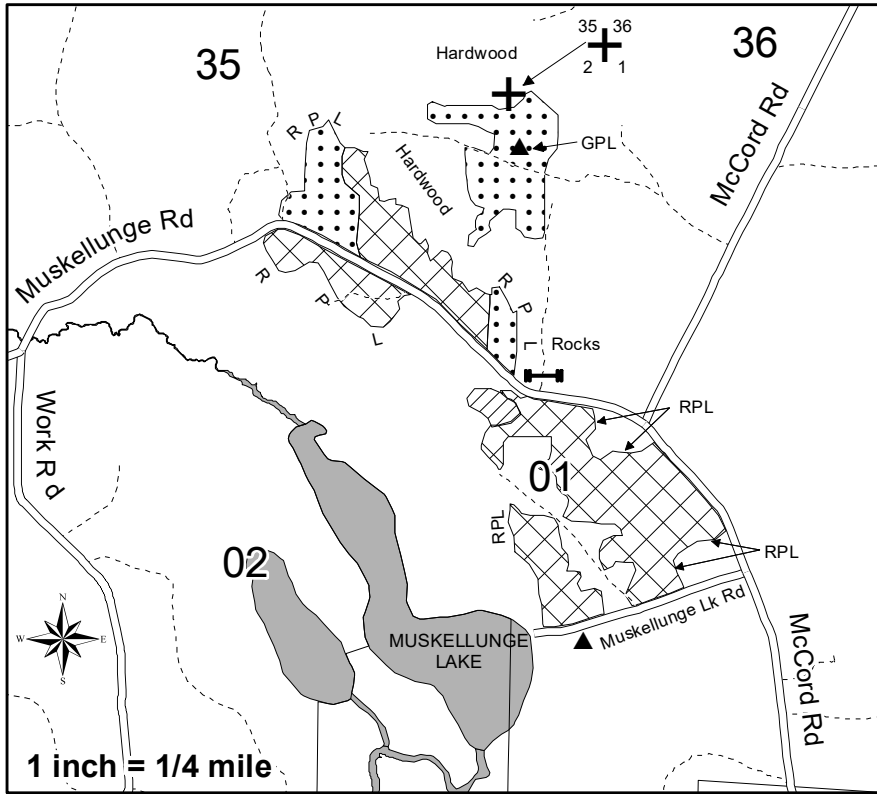 35
35 36
2 1
36
Hardwood
McCord Rd
R P L
Hardwood
GPL
Muskellunge Rd
R P L
R P L
Rocks
Work Rd
RPL
01
RPL
RPL
02
Muskellunge Lk Rd
N
W E
S
MUSKELLUNGE
LAKE
McCord Rd
1 inch = 1/4 mile